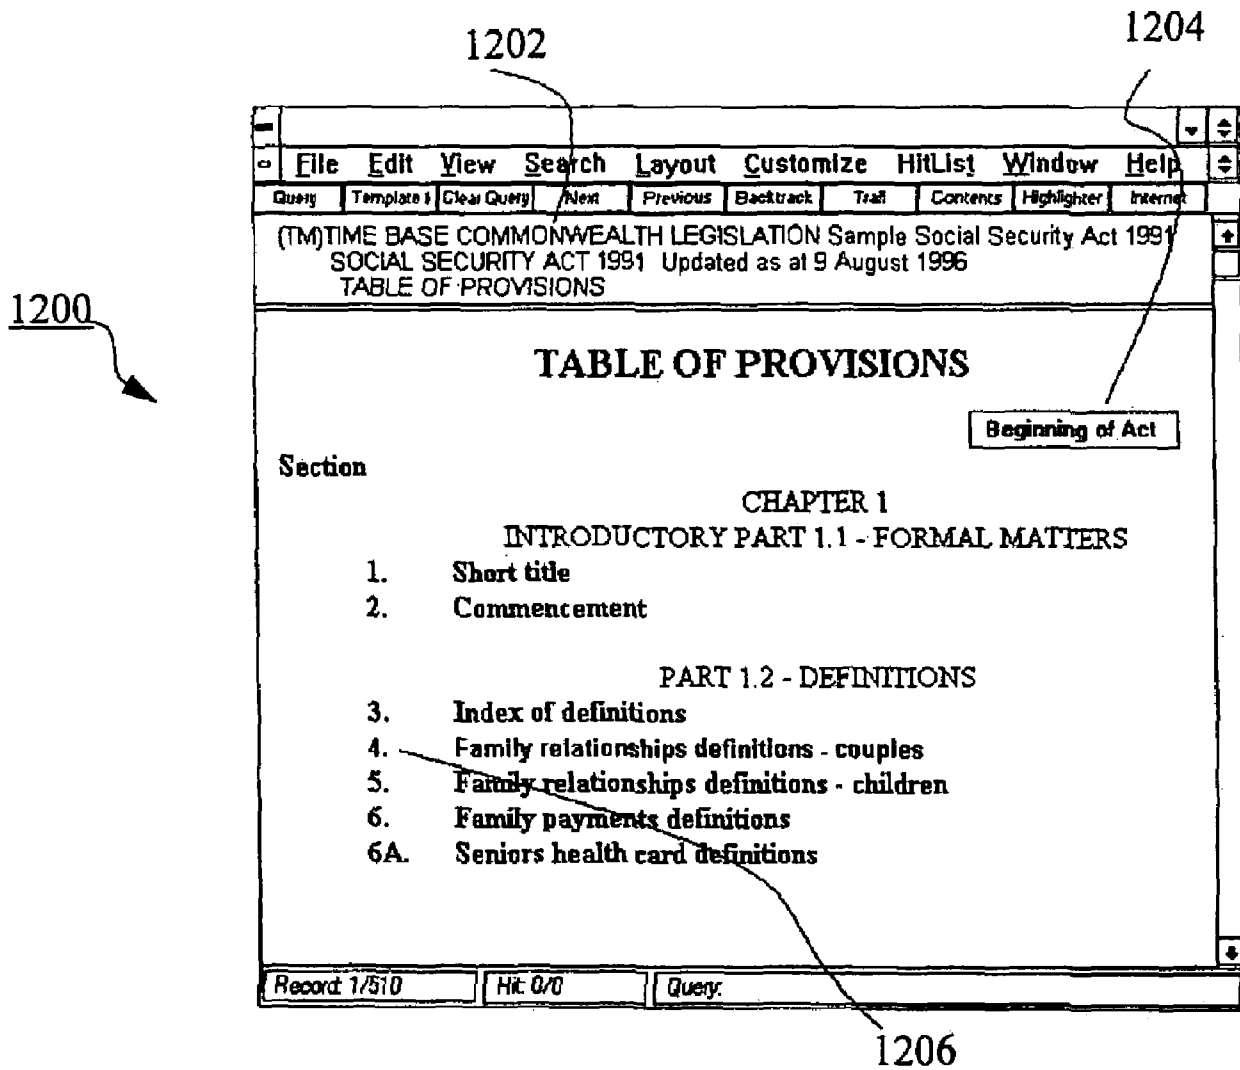 1202
1204
File Edit View Search Layout Customize HitList Window Help
Query Template Clear Query Next Previous Backtrack Trail Contents Highlighter Internet
(TM)TIME BASE COMMONWEALTH LEGISLATION Sample Social Security Act 1991
SOCIAL SECURITY ACT 1991 Updated as at 9 August 1996
TABLE OF PROVISIONS
1200
TABLE OF PROVISIONS
Beginning of Act
Section
CHAPTER 1
INTRODUCTORY PART 1.1 - FORMAL MATTERS
1. Short title
2. Commencement
PART 1.2 - DEFINITIONS
3. Index of definitions
4. Family relationships definitions - couples
5. Family relationships definitions - children
6. Family payments definitions
6A. Seniors health card definitions
Record: 1/510 Hit: 0/0 Query:
1206